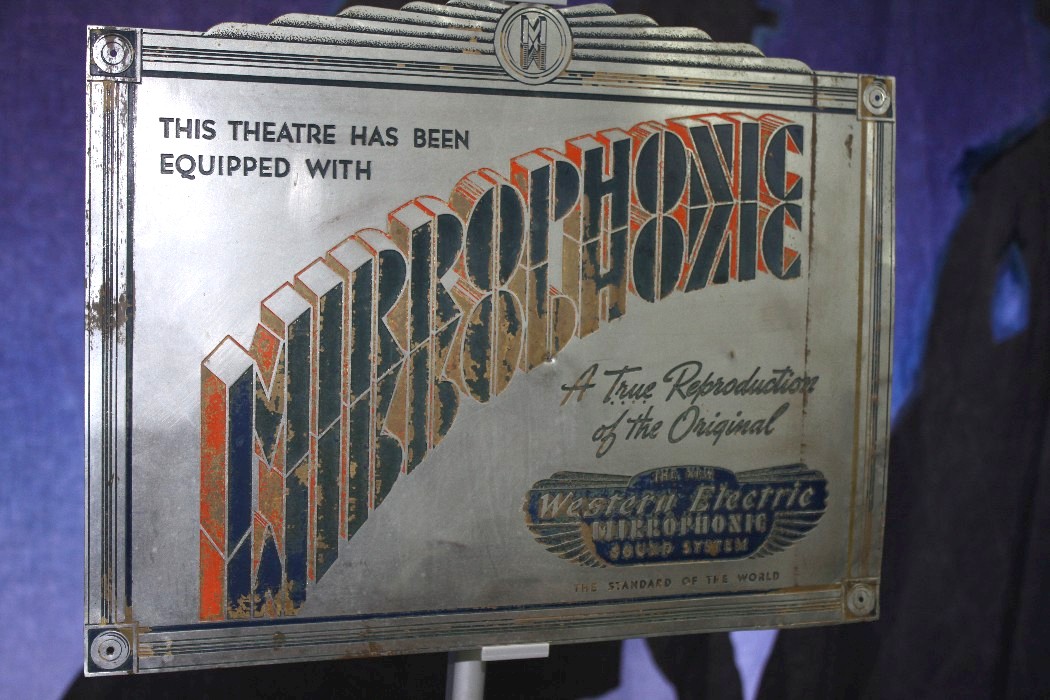 MW
THIS THEATRE HAS BEEN
EQUIPPED WITH
MIRROPHONIC
A True Reproduction
of the Original
THE NEW
Western Electric
MIRROPHONIC
SOUND SYSTEM
THE STANDARD OF THE WORLD